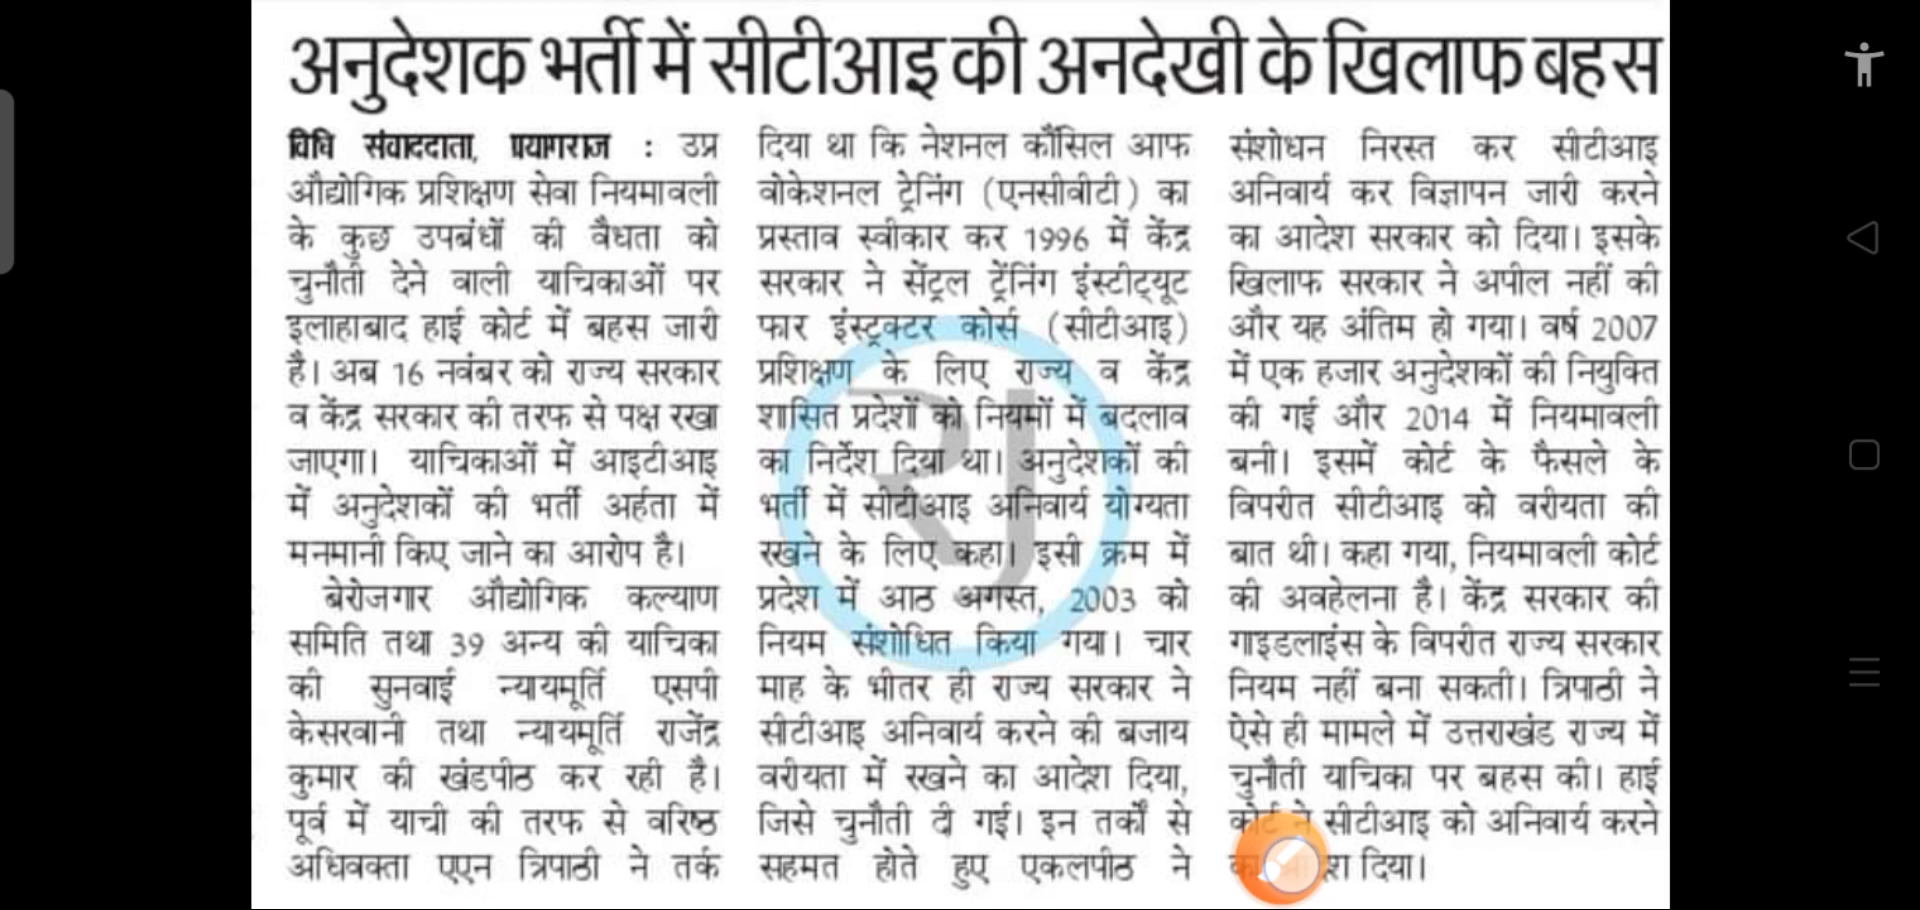 अनुदेशक भर्ती में सीटीआइ की अनदेखी के खिलाफ बहस
विधि संवाददाता, प्रयागराज : उप्र
औद्योगिक प्रशिक्षण सेवा नियमावली
के कुछ उपबंधों की वैधता को
चुनौती देने वाली याचिकाओं पर
इलाहाबाद हाई कोर्ट में बहस जारी
है। अब 16 नवंबर को राज्य सरकार
व केंद्र सरकार की तरफ से पक्ष रखा
जाएगा। याचिकाओं में आइटीआइ
में अनुदेशकों की भर्ती अर्हता में
मनमानी किए जाने का आरोप है।
बेरोजगार औद्योगिक कल्याण
समिति तथा 39 अन्य की याचिका
की सुनवाई न्यायमूर्ति एसपी
केसरवानी तथा न्यायमूर्ति राजेंद्र
कुमार की खंडपीठ कर रही है।
पूर्व में याची की तरफ से वरिष्ठ
अधिवक्ता एएन त्रिपाठी ने तर्क
दिया था कि नेशनल कौंसिल आफ
वोकेशनल ट्रेनिंग (एनसीवीटी) का
प्रस्ताव स्वीकार कर 1996 में केंद्र
सरकार ने सेंट्रल ट्रेंनिंग इंस्टीट्यूट
फार इंस्ट्रक्टर कोर्स (सीटीआइ)
प्रशिक्षण के लिए राज्य व केंद्र
शासित प्रदेशों को नियमों में बदलाव
का निर्देश दिया था। अनुदेशकों की
भर्ती में सीटीआइ अनिवार्य योग्यता
रखने के लिए कहा। इसी क्रम में
प्रदेश में आठ अगस्त, 2003 को
नियम संशोधित किया गया। चार
माह के भीतर ही राज्य सरकार ने
सीटीआइ अनिवार्य करने की बजाय
वरीयता में रखने का आदेश दिया,
जिसे चुनौती दी गई। इन तर्कों से
सहमत होते हुए एकलपीठ ने
संशोधन निरस्त कर सीटीआइ
अनिवार्य कर विज्ञापन जारी करने
का आदेश सरकार को दिया। इसके
खिलाफ सरकार ने अपील नहीं की
और यह अंतिम हो गया। वर्ष 2007
में एक हजार अनुदेशकों की नियुक्ति
की गई और 2014 में नियमावली
बनी। इसमें कोर्ट के फैसले के
विपरीत सीटीआइ को वरीयता की
बात थी। कहा गया, नियमावली कोर्ट
की अवहेलना है। केंद्र सरकार की
गाइडलाइंस के विपरीत राज्य सरकार
नियम नहीं बना सकती। त्रिपाठी ने
ऐसे ही मामले में उत्तराखंड राज्य में
चुनौती याचिका पर बहस की। हाई
कोर्ट ने सीटीआइ को अनिवार्य करने
दिया।
RJ